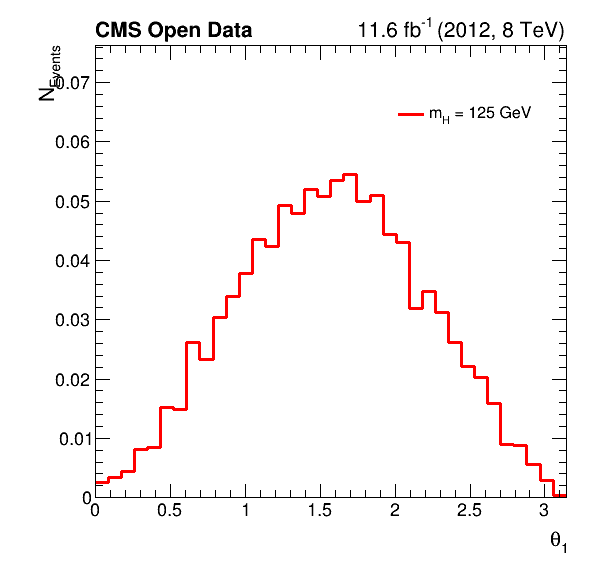 CMS Open Data 11.6 fb-1 (2012, 8 TeV)
NEvents
0.07
mH = 125 GeV
0.06
0.05
0.04
0.03
0.02
0.01
0
0 0.5 1 1.5 2 2.5 3
θ1